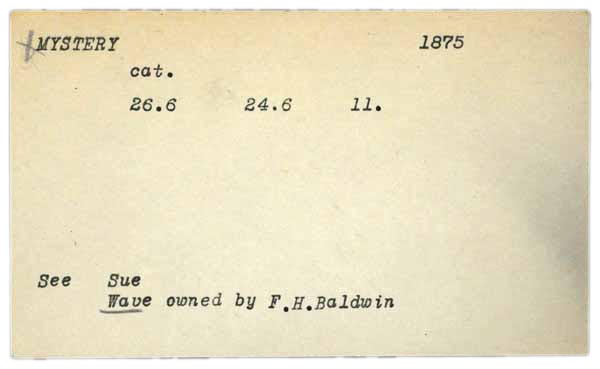 MYSTERY 1875
cat.
26.6 24.6 11.
See Sue
Wave owned by F.H.Baldwin